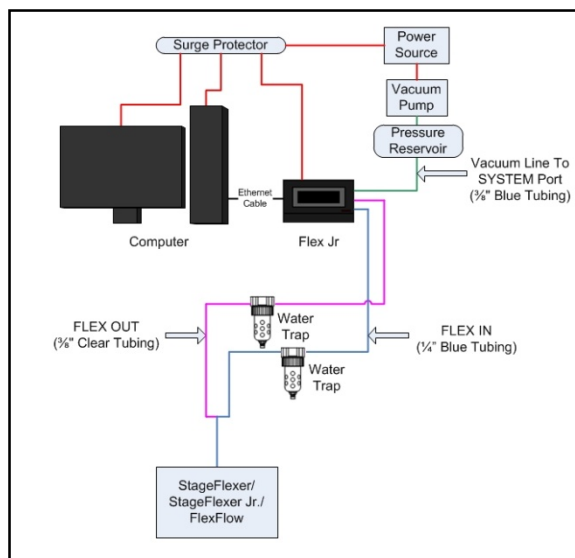 Power
Source
Surge Protector
Vacuum
Pump
Pressure
Reservoir
Vacuum Line To
SYSTEM Port
(⅜" Blue Tubing)
Ethernet
Cable
Computer
Flex Jr
FLEX OUT
(⅜" Clear Tubing)
Water
Trap
FLEX IN
(¼" Blue Tubing)
Water
Trap
StageFlexer/
StageFlexer Jr./
FlexFlow